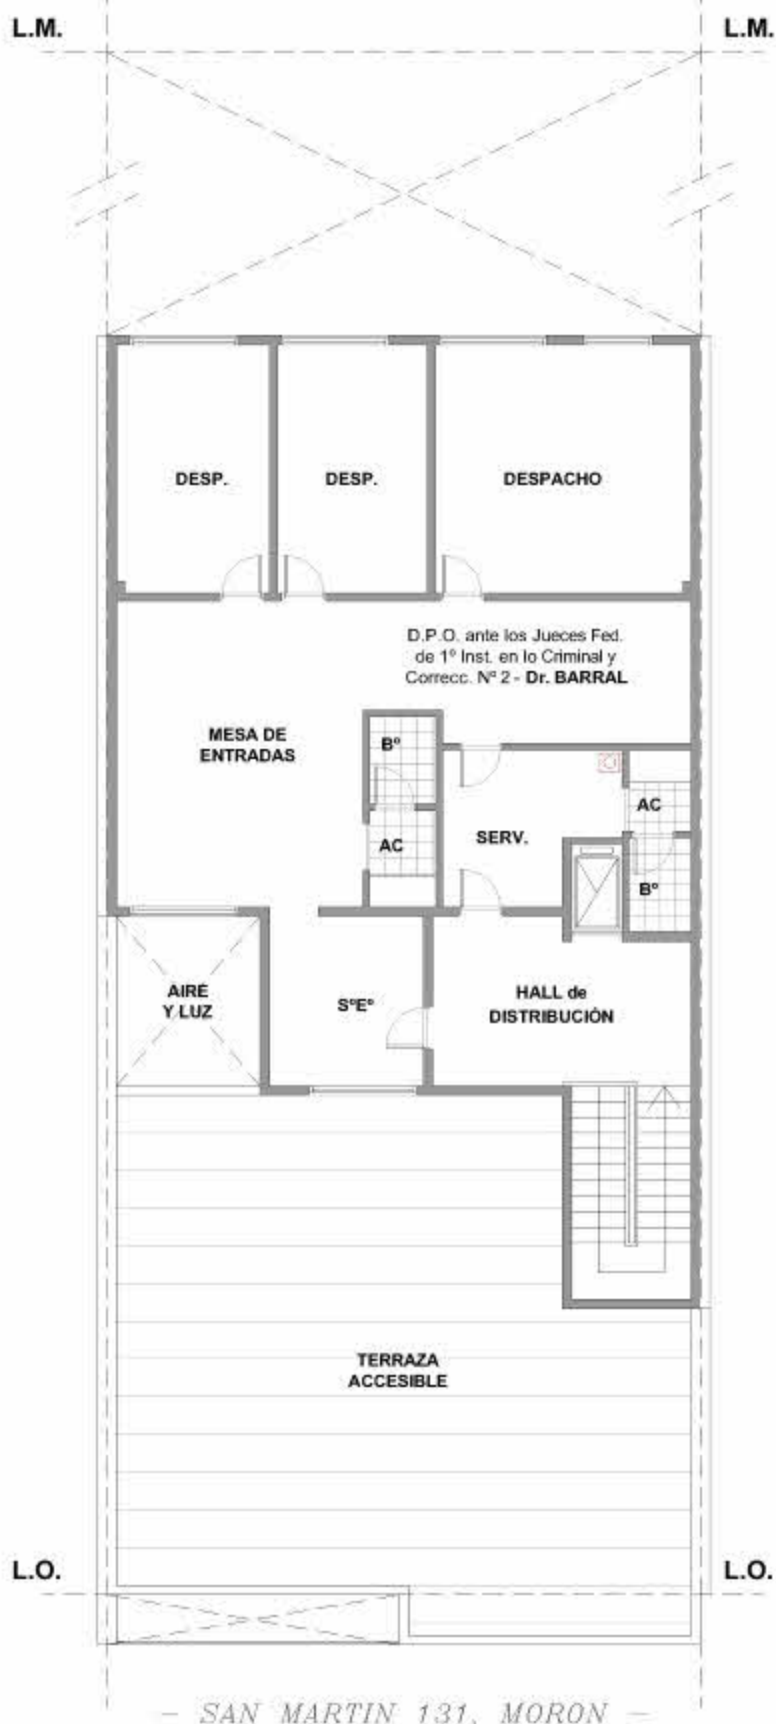 L.M.
L.M.
DESP.
DESP.
DESPACHO
D.P.O. ante los Jueces Fed.
de 1º Inst. en lo Criminal y
Correcc. Nº 2 - Dr. BARRAL
MESA DE
ENTRADAS
Bº
AC
AC
SERV.
Bº
AIRE
Y LUZ
SºEº
HALL de
DISTRIBUCIÓN
TERRAZA
ACCESIBLE
L.O.
L.O.
— SAN MARTIN 131, MORON —